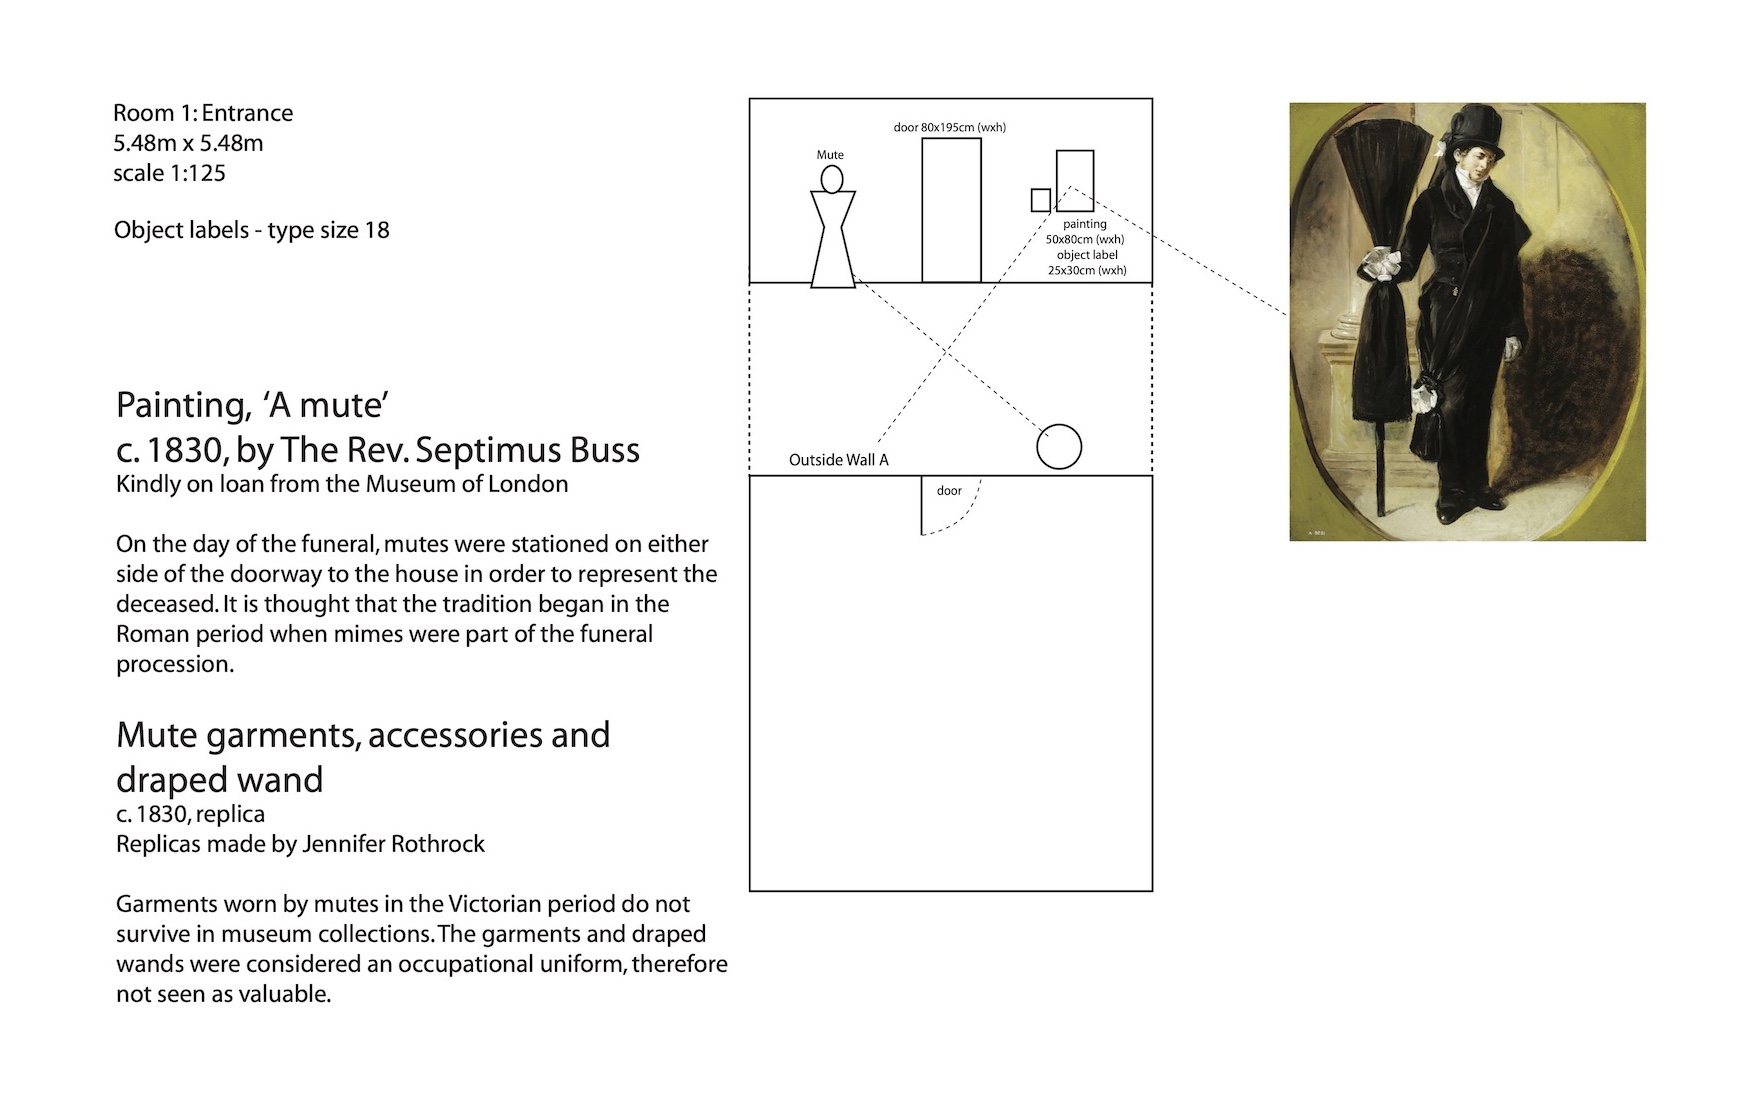 Room 1: Entrance
5.48m x 5.48m
scale 1:125
Object labels - type size 18
Painting, ‘A mute’
c. 1830, by The Rev. Septimus Buss
Kindly on loan from the Museum of London
On the day of the funeral, mutes were stationed on either
side of the doorway to the house in order to represent the
deceased. It is thought that the tradition began in the
Roman period when mimes were part of the funeral
procession.
Mute garments, accessories and
draped wand
c. 1830, replica
Replicas made by Jennifer Rothrock
Garments worn by mutes in the Victorian period do not
survive in museum collections. The garments and draped
wands were considered an occupational uniform, therefore
not seen as valuable.
door 80x195cm (wxh)
Mute
painting
50x80cm (wxh)
object label
25x30cm (wxh)
Outside Wall A
door